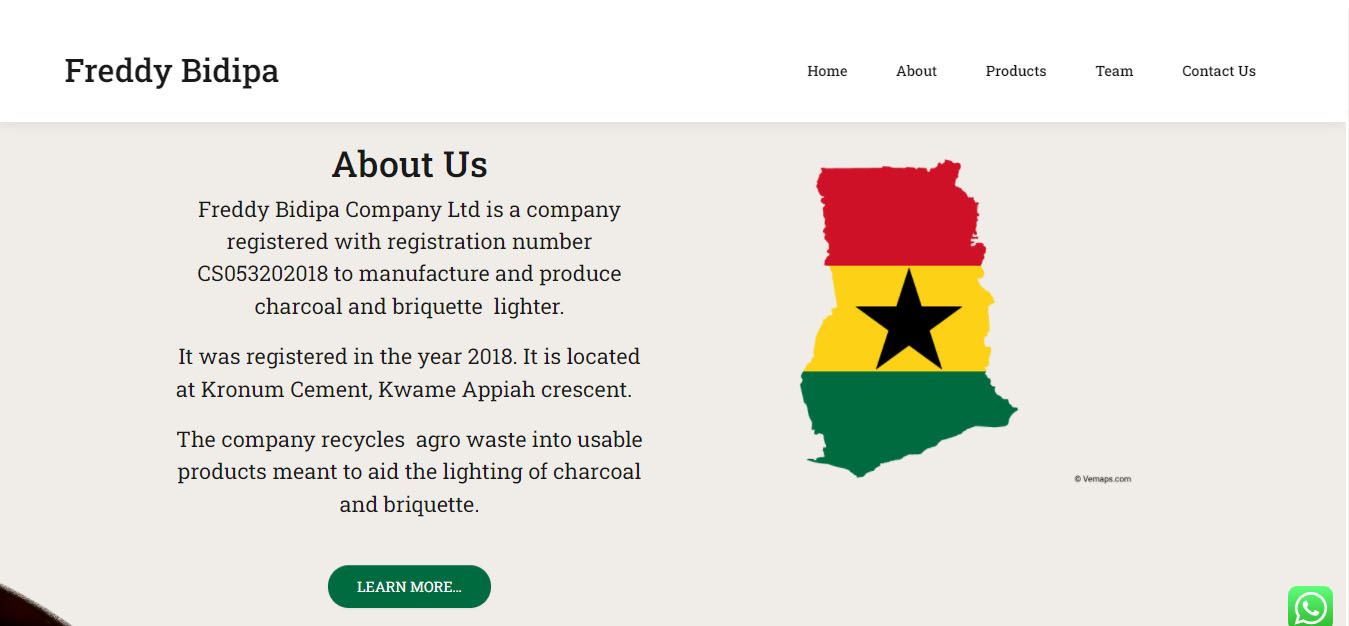 Freddy Bidipa
Home
About
Products
Team
Contact Us
About Us
Freddy Bidipa Company Ltd is a company
registered with registration number
CS053202018 to manufacture and produce
charcoal and briquette lighter.
It was registered in the year 2018. It is located
at Kronum Cement, Kwame Appiah crescent.
The company recycles agro waste into usable
products meant to aid the lighting of charcoal
and briquette.
LEARN MORE...
© Vemaps.com